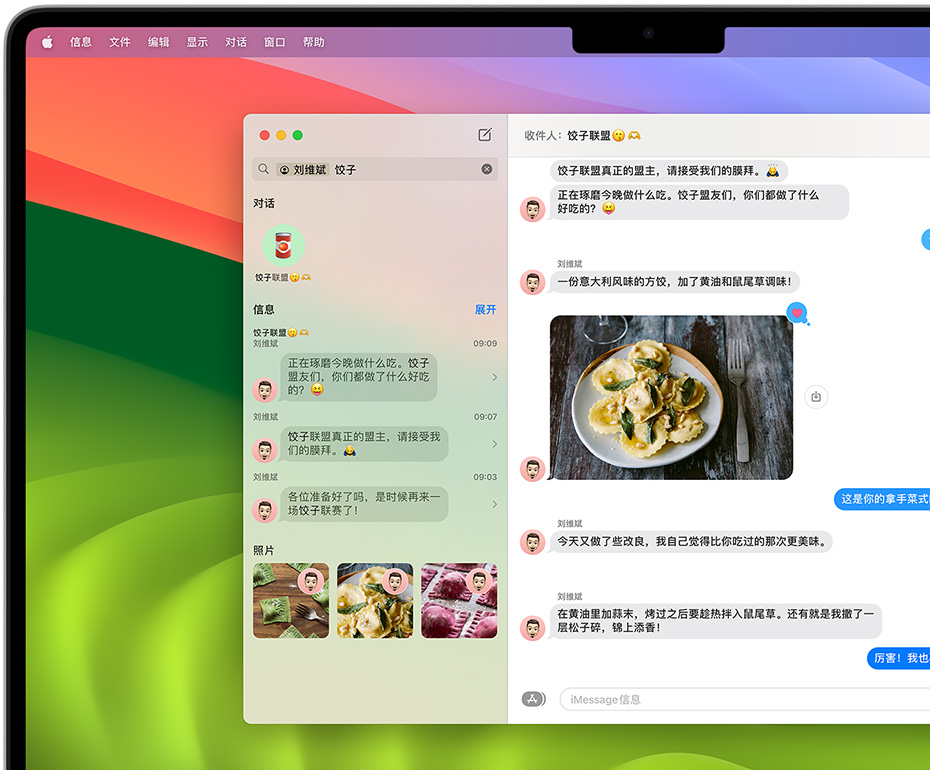 信息 文件 编辑 显示 对话 窗口 帮助
刘维斌 饺子
对话
饺子联盟🤫🫶
信息 展开
饺子联盟🤫🫶
刘维斌 09:09
正在琢磨今晚做什么吃。饺子
盟友们，你们都做了什么好吃
的？😝
刘维斌 09:07
饺子联盟真正的盟主，请接受我
们的膜拜。🙇
刘维斌 09:03
各位准备好了吗，是时候再来一
场饺子联赛了！
照片
收件人：饺子联盟🤫🫶
饺子联盟真正的盟主，请接受我们的膜拜。🙇
正在琢磨今晚做什么吃。饺子盟友们，你们都做了什么
好吃的？😝
刘维斌
一份意大利风味的方饺，加了黄油和鼠尾草调味！
这是你的拿手菜式
刘维斌
今天又做了些改良，我自己觉得比你吃过的那次更美味。
刘维斌
在黄油里加蒜末，烤过之后要趁热拌入鼠尾草。还有就是我撒了一
层松子碎，锦上添香！
厉害！我也
iMessage信息